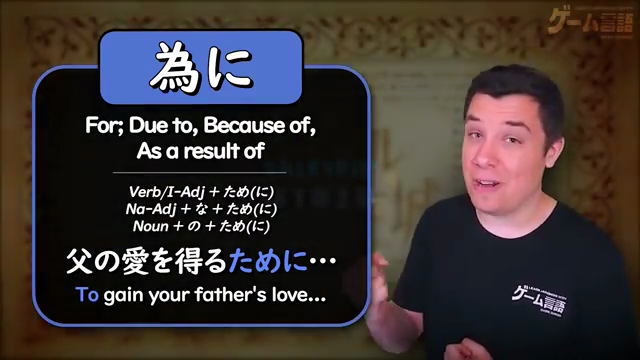 ゲーム言語
為に
For; Due to, Because of,
As a result of
Verb/I-Adj + ため(に)
Na-Adj + な + ため(に)
Noun + の + ため(に)
父の愛を得るために…
To gain your father's love...
ゲーム言語